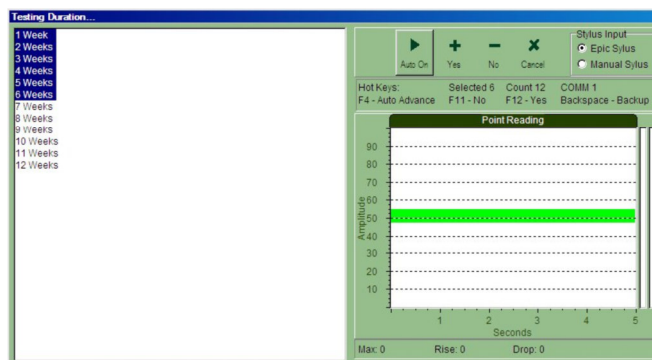 Testing Duration...
1 Week
2 Weeks
3 Weeks
4 Weeks
5 Weeks
6 Weeks
7 Weeks
8 Weeks
9 Weeks
10 Weeks
11 Weeks
12 Weeks
Auto On Yes No Cancel
Stylus Input
Epic Sylus
Manual Sylus
Hot Keys: Selected 6 Count 12 COMM 1
F4 - Auto Advance F11 - No F12 - Yes Backspace - Backup
Point Reading
Amplitude
90
80
70
60
50
40
30
20
10
1 2 3 4 5
Seconds
Max: 0 Rise: 0 Drop: 0